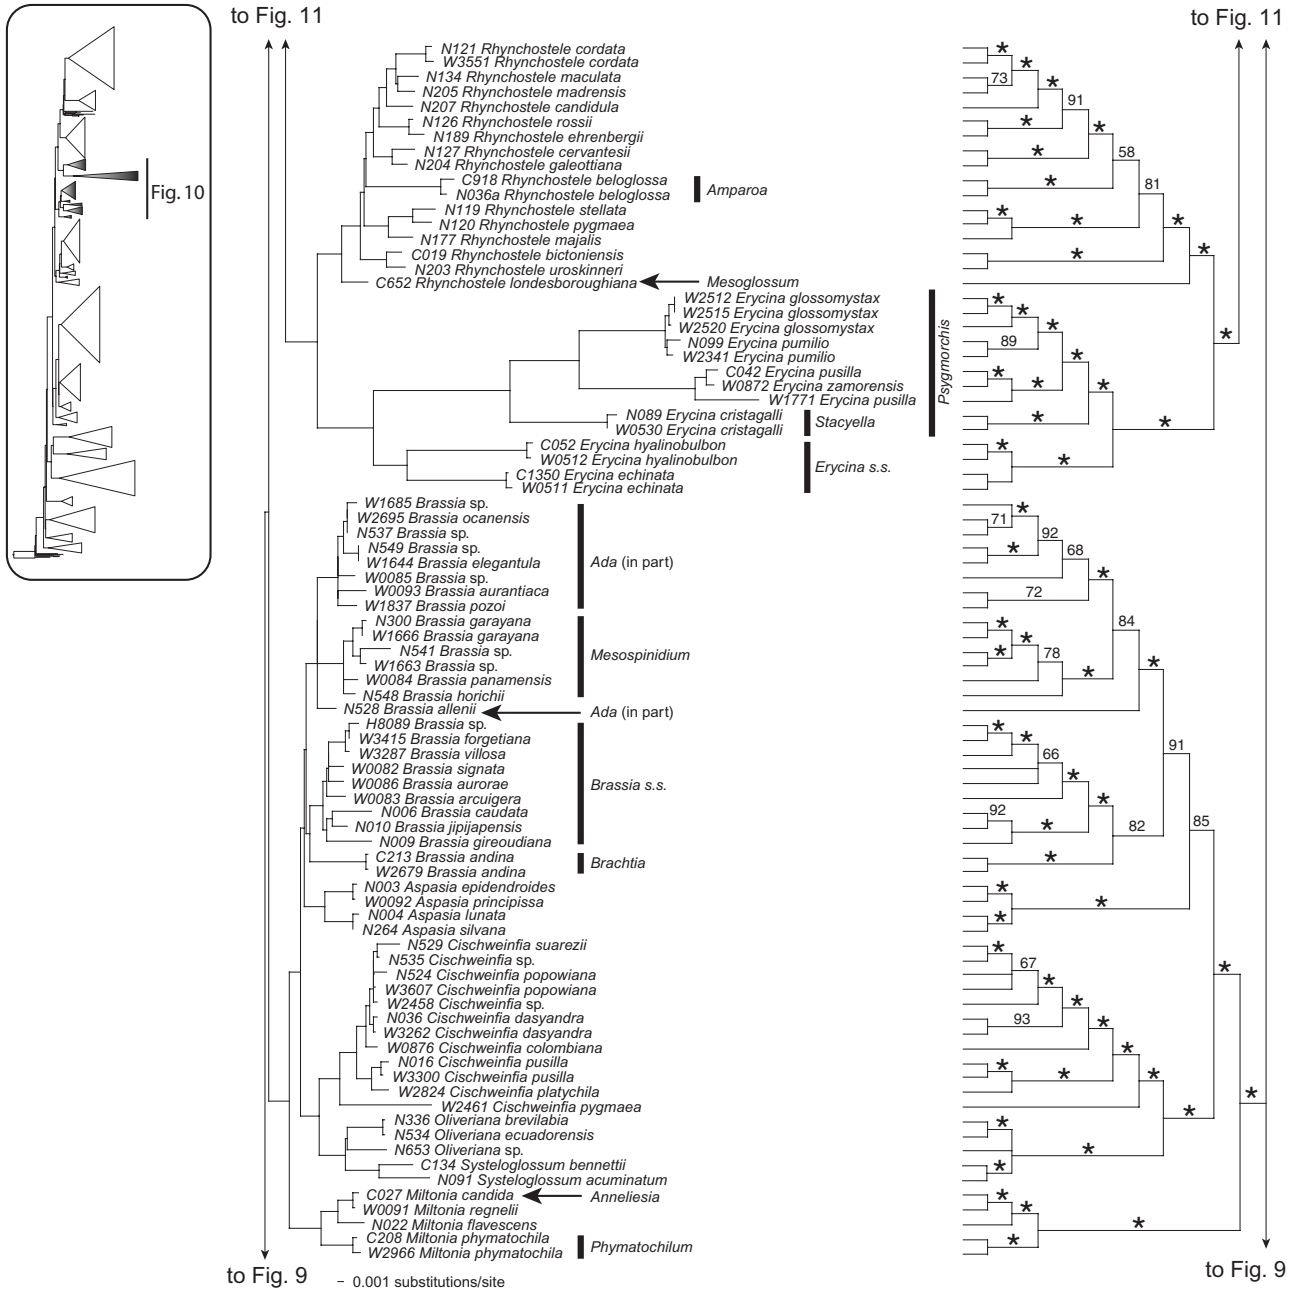 to Fig. 11
to Fig. 11
Fig. 10
N121 Rhynchostele cordata
W3551 Rhynchostele cordata
N134 Rhynchostele maculata
N205 Rhynchostele madrensis
N207 Rhynchostele candidula
N126 Rhynchostele rossii
N189 Rhynchostele ehrenbergii
N127 Rhynchostele cervantesii
N204 Rhynchostele galeottiana
C918 Rhynchostele beloglossa
N036a Rhynchostele beloglossa
Amparoa
N119 Rhynchostele stellata
N120 Rhynchostele pygmaea
N177 Rhynchostele majalis
C019 Rhynchostele bictoniensis
N203 Rhynchostele uroskinneri
C652 Rhynchostele londesboroughiana
Mesoglossum
W2512 Erycina glossomystax
W2515 Erycina glossomystax
W2520 Erycina glossomystax
N099 Erycina pumilio
W2341 Erycina pumilio
C042 Erycina pusilla
W0872 Erycina zamorensis
W1771 Erycina pusilla
Psygmorchis
N089 Erycina cristagalli
W0530 Erycina cristagalli
Stacyella
C052 Erycina hyalinobulbon
W0512 Erycina hyalinobulbon
C1350 Erycina echinata
W0511 Erycina echinata
Erycina s.s.
W1685 Brassia sp.
W2695 Brassia ocanensis
N537 Brassia sp.
N549 Brassia sp.
W1644 Brassia elegantula
W0085 Brassia sp.
W0093 Brassia aurantiaca
W1837 Brassia pozoi
Ada (in part)
N300 Brassia garayana
W1666 Brassia garayana
N541 Brassia sp.
W1663 Brassia sp.
W0084 Brassia panamensis
N548 Brassia horichii
Mesospinidium
N528 Brassia allenii
Ada (in part)
H8089 Brassia sp.
W3415 Brassia forgetiana
W3287 Brassia villosa
W0082 Brassia signata
W0086 Brassia aurorae
W0083 Brassia arcuigera
N006 Brassia caudata
N010 Brassia jipijapensis
N009 Brassia gireoudiana
Brassia s.s.
C213 Brassia andina
W2679 Brassia andina
Brachtia
N003 Aspasia epidendroides
W0092 Aspasia principissa
N004 Aspasia lunata
N264 Aspasia silvana
N529 Cischweinfia suarezii
N535 Cischweinfia sp.
N524 Cischweinfia popowiana
W3607 Cischweinfia popowiana
W2458 Cischweinfia sp.
N036 Cischweinfia dasyandra
W3262 Cischweinfia dasyandra
W0876 Cischweinfia colombiana
N016 Cischweinfia pusilla
W3300 Cischweinfia pusilla
W2824 Cischweinfia platychila
W2461 Cischweinfia pygmaea
N336 Oliveriana brevilabia
N534 Oliveriana ecuadorensis
N653 Oliveriana sp.
C134 Systeloglossum bennettii
N091 Systeloglossum acuminatum
C027 Miltonia candida
Anneliesia
W0091 Miltonia regnelii
N022 Miltonia flavescens
C208 Miltonia phymatochila
W2966 Miltonia phymatochila
Phymatochilum
73
91
58
81
89
71
92
68
72
84
78
91
66
92
82
85
67
93
to Fig. 9
0.001 substitutions/site
to Fig. 9